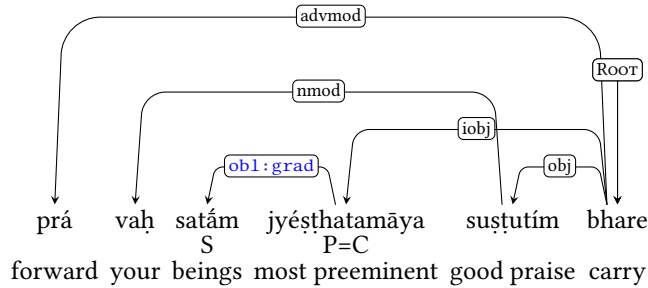 advmod
Root
nmod
iobj
obl:grad
obj
prá vaḥ satā́m jyéṣṭhatamāya suṣṭutím bhare
S P=C
forward your beings most preeminent good praise carry